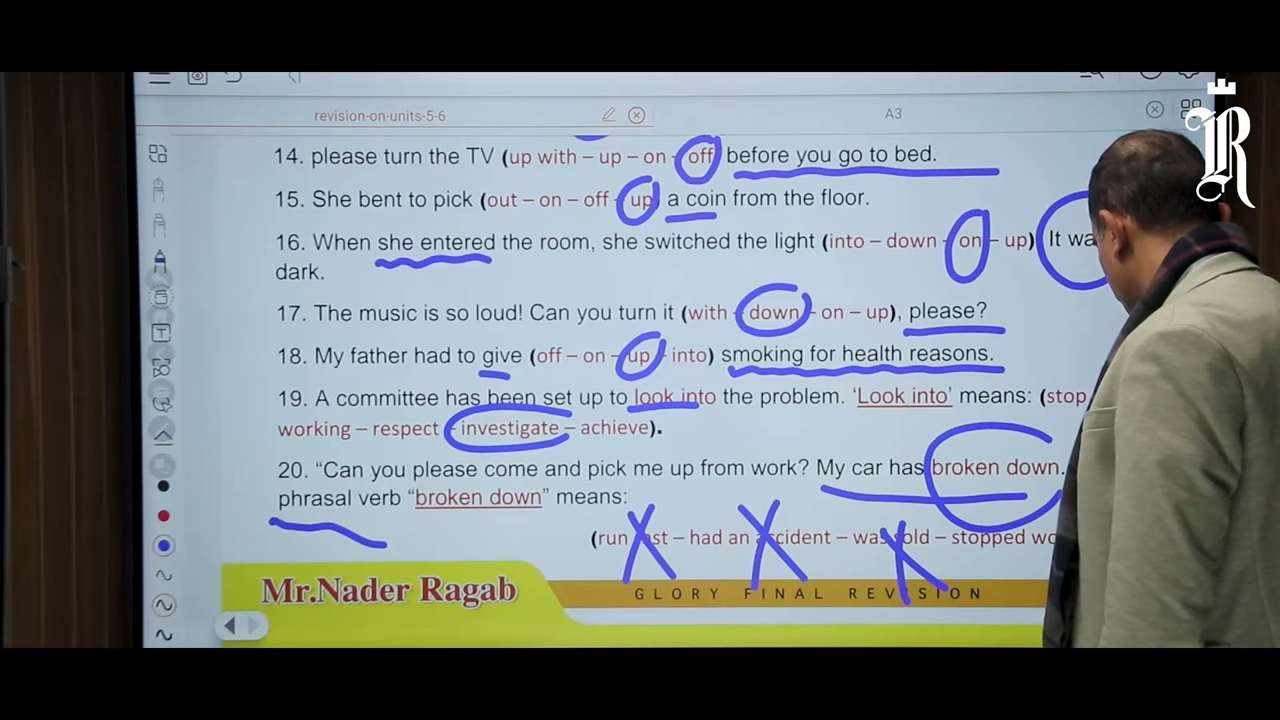 revision-on-units-5-6
A3
R
14. please turn the TV (up with – up – on - off) before you go to bed.
15. She bent to pick (out – on – off - up) a coin from the floor.
16. When she entered the room, she switched the light (into – down - on – up) It
dark.
17. The music is so loud! Can you turn it (with – down – on – up), please?
18. My father had to give (off – on – up – into) smoking for health reasons.
19. A committee has been set up to look into the problem. 'Look into' means: (stop
working – respect - investigate – achieve).
20. “Can you please come and pick me up from work? My car has broken down.
phrasal verb “broken down” means:
(run – had an accident – was sold – stopped
Mr.Nader Ragab
GLORY FINAL REVISION